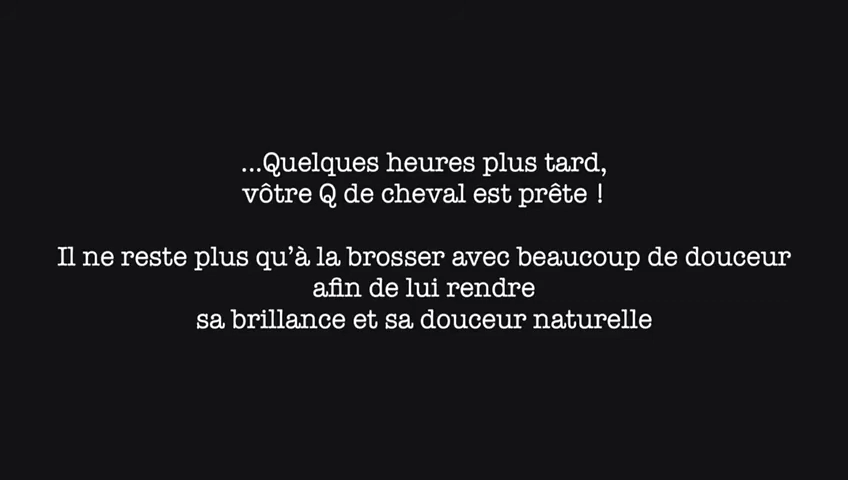 ...Quelques heures plus tard,
vôtre Q de cheval est prête !
Il ne reste plus qu'à la brosser avec beaucoup de douceur
afin de lui rendre
sa brillance et sa douceur naturelle